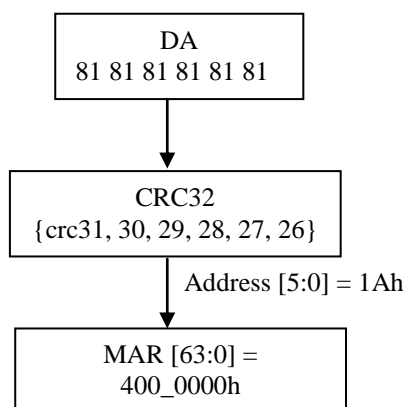 DA
81 81 81 81 81 81
CRC32
{crc31, 30, 29, 28, 27, 26}
Address [5:0] = 1Ah
MAR [63:0] =
400_0000h